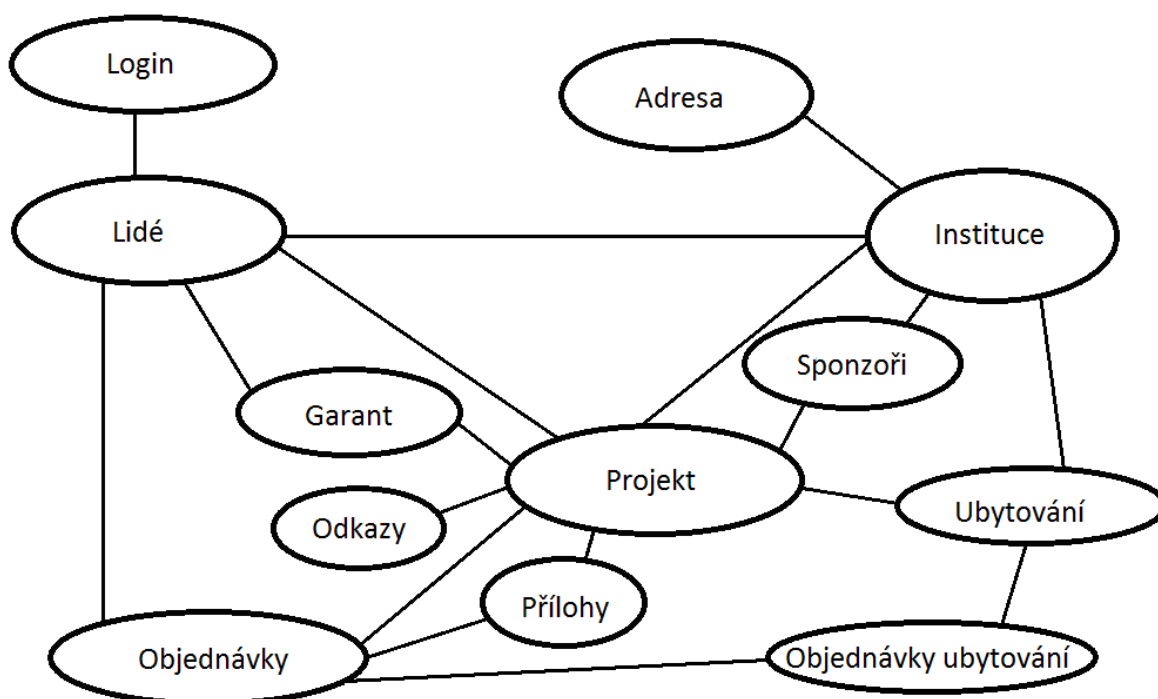 Login
Adresa
Lidé
Instituce
Sponzoři
Garant
Projekt
Odkazy
Ubytování
Přílohy
Objednávky
Objednávky ubytování